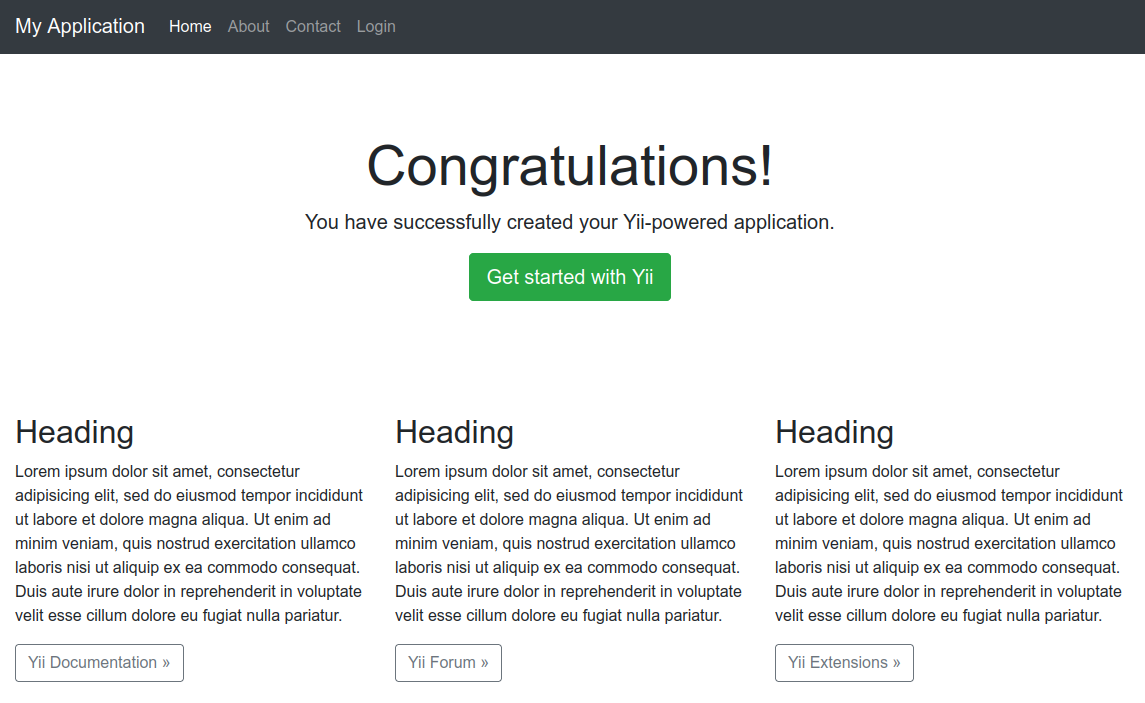 My Application Home About Contact Login
Congratulations!
You have successfully created your Yii-powered application.
Get started with Yii
Heading
Lorem ipsum dolor sit amet, consectetur
adipisicing elit, sed do eiusmod tempor incididunt
ut labore et dolore magna aliqua. Ut enim ad
minim veniam, quis nostrud exercitation ullamco
laboris nisi ut aliquip ex ea commodo consequat.
Duis aute irure dolor in reprehenderit in voluptate
velit esse cillum dolore eu fugiat nulla pariatur.
Yii Documentation »
Heading
Lorem ipsum dolor sit amet, consectetur
adipisicing elit, sed do eiusmod tempor incididunt
ut labore et dolore magna aliqua. Ut enim ad
minim veniam, quis nostrud exercitation ullamco
laboris nisi ut aliquip ex ea commodo consequat.
Duis aute irure dolor in reprehenderit in voluptate
velit esse cillum dolore eu fugiat nulla pariatur.
Yii Forum »
Heading
Lorem ipsum dolor sit amet, consectetur
adipisicing elit, sed do eiusmod tempor incididunt
ut labore et dolore magna aliqua. Ut enim ad
minim veniam, quis nostrud exercitation ullamco
laboris nisi ut aliquip ex ea commodo consequat.
Duis aute irure dolor in reprehenderit in voluptate
velit esse cillum dolore eu fugiat nulla pariatur.
Yii Extensions »